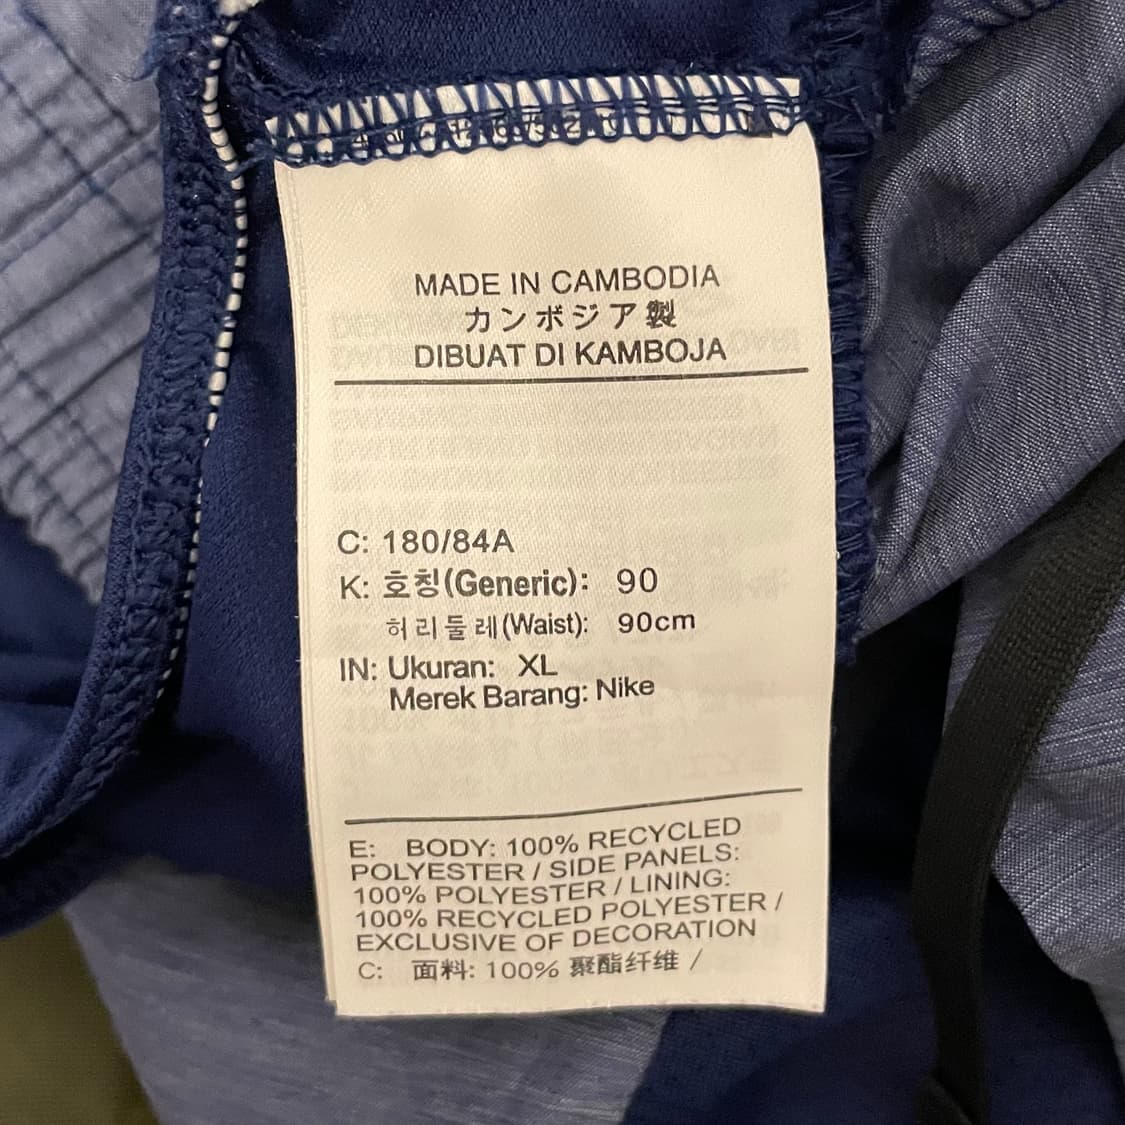 MADE IN CAMBODIA
カンボジア製
DIBUAT DI KAMBOJA
C: 180/84A
K: 호칭(Generic): 90
허리둘레(Waist): 90cm
IN: Ukuran: XL
Merek Barang: Nike
E: BODY: 100% RECYCLED
POLYESTER / SIDE PANELS:
100% POLYESTER / LINING:
100% RECYCLED POLYESTER /
EXCLUSIVE OF DECORATION
C: 面料: 100% 聚酯纤维 /